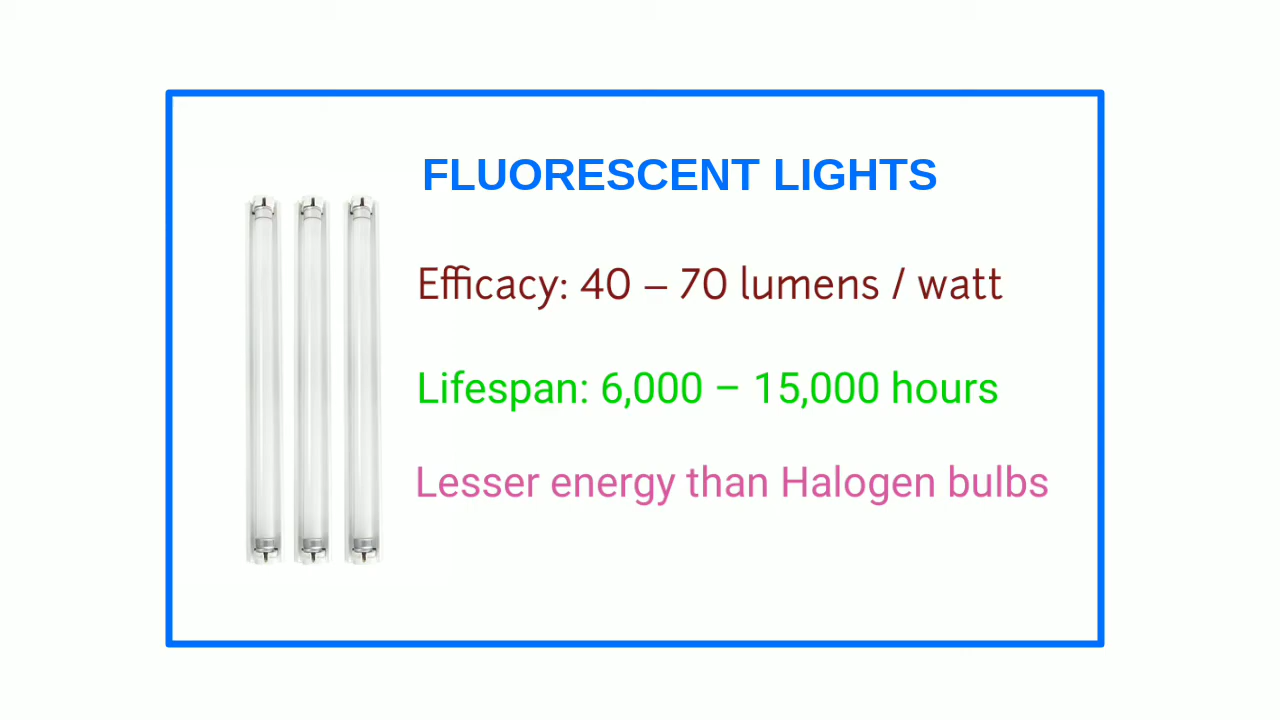 FLUORESCENT LIGHTS
Efficacy: 40 – 70 lumens / watt
Lifespan: 6,000 – 15,000 hours
Lesser energy than Halogen bulbs